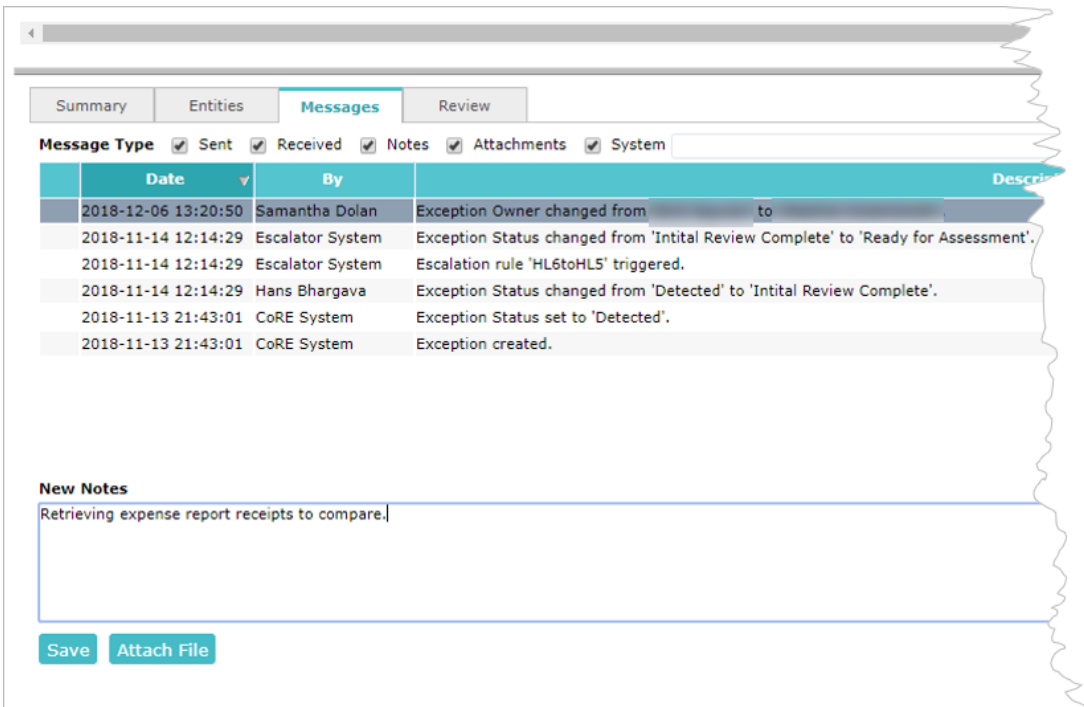 Summary Entities Messages Review
Message Type Sent Received Notes Attachments System
Date By
2018-12-06 13:20:50 Samantha Dolan Exception Owner changed from to
2018-11-14 12:14:29 Escalator System Exception Status changed from 'Intital Review Complete' to 'Ready for Assessment'.
2018-11-14 12:14:29 Escalator System Escalation rule 'HL6toHL5' triggered.
2018-11-14 12:14:29 Hans Bhargava Exception Status changed from 'Detected' to 'Intital Review Complete'.
2018-11-13 21:43:01 CoRE System Exception Status set to 'Detected'.
2018-11-13 21:43:01 CoRE System Exception created.
New Notes
Retrieving expense report receipts to compare.
Save Attach File